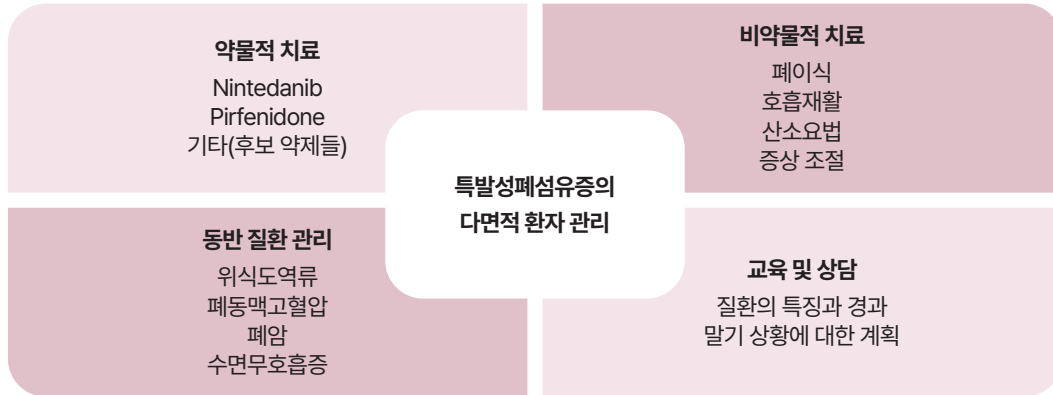 약물적 치료
Nintedanib
Pirfenidone
기타(후보 약제들)
비약물적 치료
폐이식
호흡재활
산소요법
증상 조절
특발성폐섬유증의
다면적 환자 관리
동반 질환 관리
위식도역류
폐동맥고혈압
폐암
수면무호흡증
교육 및 상담
질환의 특징과 경과
말기 상황에 대한 계획